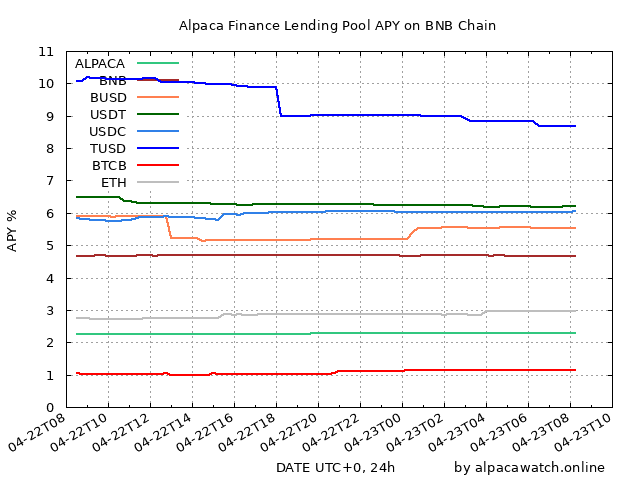 Alpaca Finance Lending Pool APY on BNB Chain
11
10
9
8
7
6
5
4
3
2
1
0
APY %
ALPACA
BNB
BUSD
USDT
USDC
TUSD
BTCB
ETH
04-22T08
04-22T10
04-22T12
04-22T14
04-22T16
04-22T18
04-22T20
04-22T22
04-23T00
04-23T02
04-23T04
04-23T06
04-23T08
04-23T10
DATE UTC+0, 24h
by alpacawatch.online